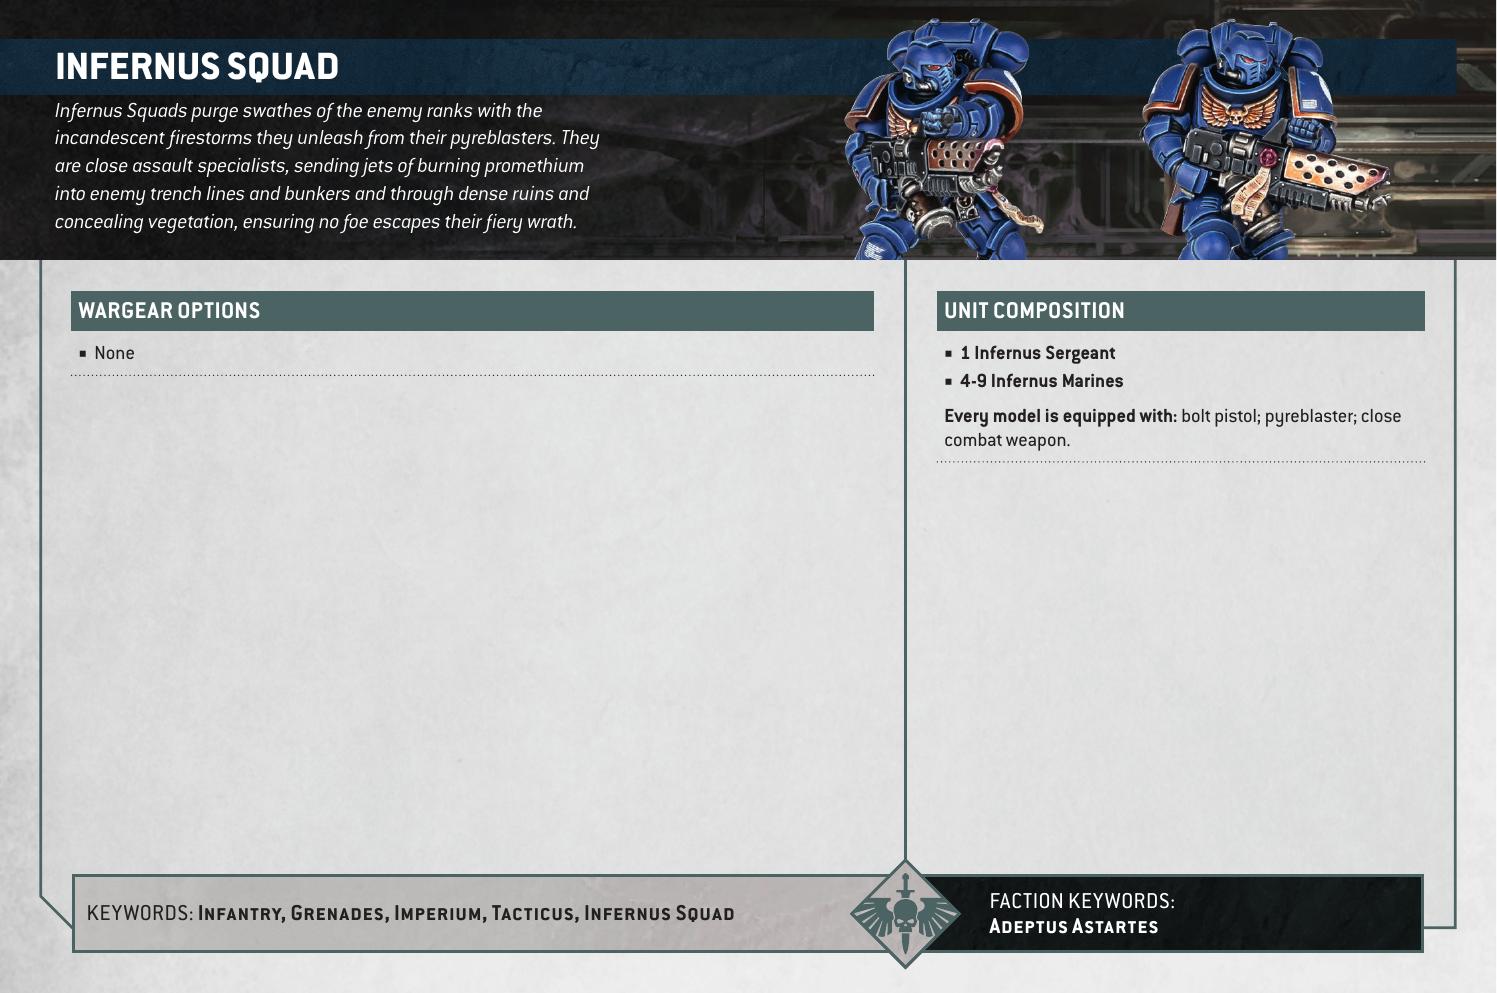 INFERNUS SQUAD
Infernus Squads purge swathes of the enemy ranks with the
incandescent firestorms they unleash from their pyreblasters. They
are close assault specialists, sending jets of burning promethium
into enemy trench lines and bunkers and through dense ruins and
concealing vegetation, ensuring no foe escapes their fiery wrath.
WARGEAR OPTIONS
■ None
UNIT COMPOSITION
■ 1 Infernus Sergeant
■ 4-9 Infernus Marines
Every model is equipped with: bolt pistol; pyreblaster; close
combat weapon.
KEYWORDS: INFANTRY, GRENADES, IMPERIUM, TACTICUS, INFERNUS SQUAD
FACTION KEYWORDS:
ADEPTUS ASTARTES